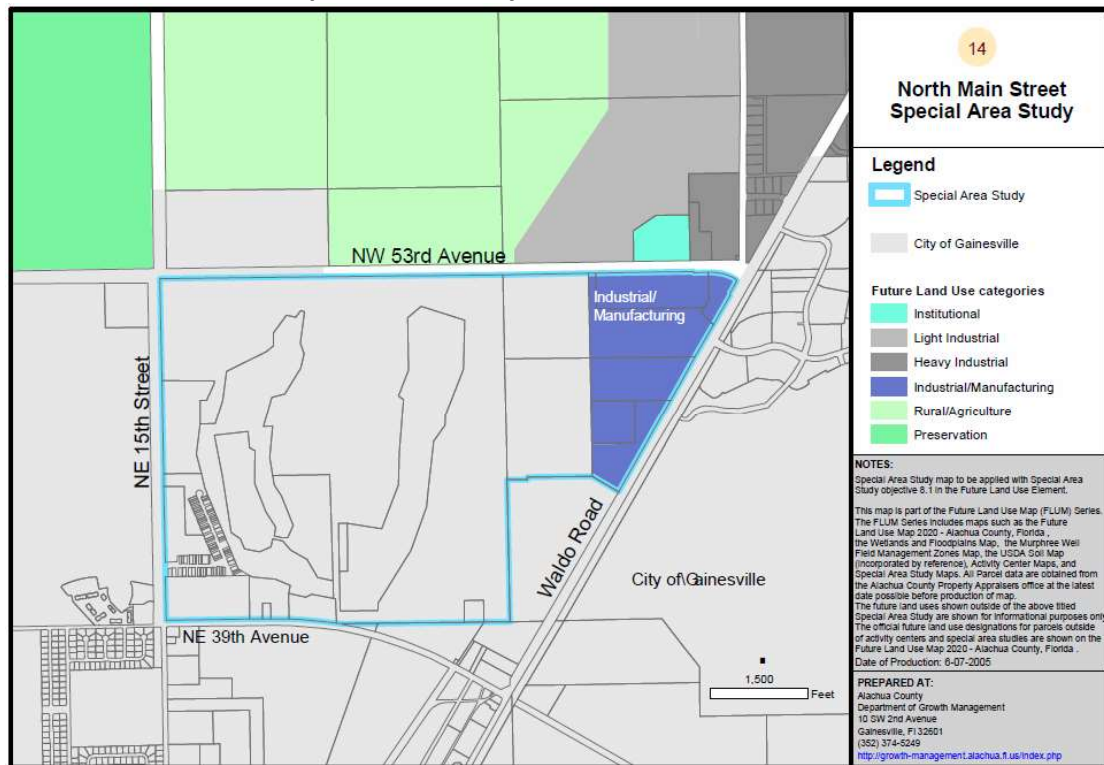 14
North Main Street
Special Area Study
Legend
Special Area Study
City of Gainesville
Future Land Use categories
Institutional
Light Industrial
Heavy Industrial
Industrial/Manufacturing
Rural/Agriculture
Preservation
NOTES:
Special Area Study map to be applied with Special Area
Study objective 8.1 in the Future Land Use Element.
This map is part of the Future Land Use Map (FLUM) Series.
The FLUM Series includes maps such as the Future
Land Use Map 2020 - Alachua County, Florida ,
the Wetlands and Floodplains Map, the Murphree Well
Field Management Zones Map, the USDA Soil Map
(incorporated by reference), Activity Center Maps, and
Special Area Study Maps. All Parcel data are obtained from
the Alachua County Property Appraisers office at the latest
date possible before production of map.
The future land uses shown outside of the above titled
Special Area Study are shown for informational purposes only
The official future land use designations for parcels outside
of activity centers and special area studies are shown on the
Future Land Use Map 2020 - Alachua County, Florida .
Date of Production: 6-07-2005
PREPARED AT:
Alachua County
Department of Growth Management
10 SW 2nd Avenue
Gainesville, Fl 32601
(352) 374-5249
http://growth-management.alachua.fl.us/index.php
NW 53rd Avenue
Industrial/
Manufacturing
NE 15th Street
Waldo Road
City of Gainesville
NE 39th Avenue
1,500
Feet